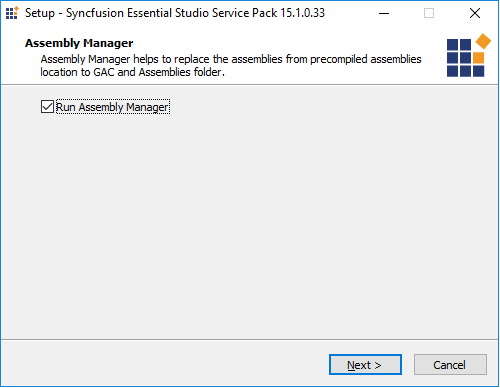 Setup - Syncfusion Essential Studio Service Pack 15.1.0.33
Assembly Manager
Assembly Manager helps to replace the assemblies from precompiled assemblies
location to GAC and Assemblies folder.
Run Assembly Manager
Next >
Cancel